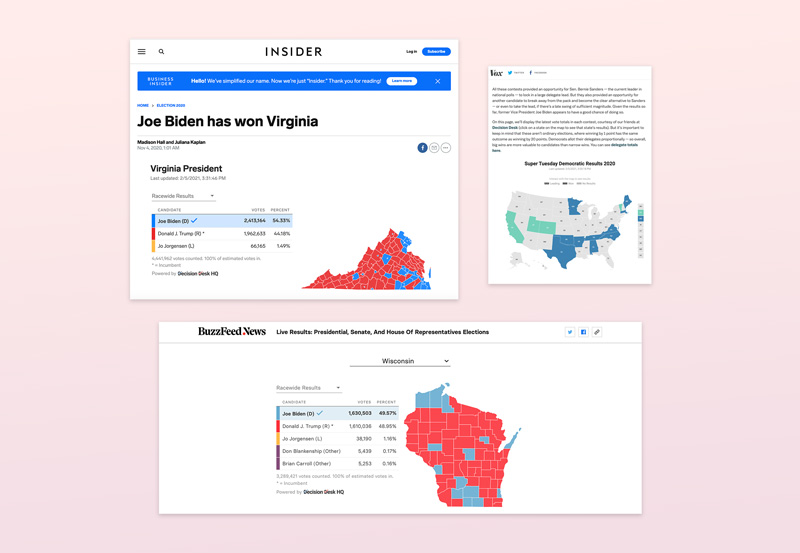 INSIDER
Log in
Subscribe
BUSINESS
INSIDER
Hello! We've simplified our name. Now we're just "Insider." Thank you for reading!
Learn more
HOME > ELECTION 2020
Joe Biden has won Virginia
Madison Hall and Juliana Kaplan
Nov 4, 2020, 1:01 AM
Virginia President
Last updated: 2/5/2021, 3:31:46 PM
Racewide Results
CANDIDATE VOTES PERCENT
Joe Biden (D) 2,413,164 54.33%
Donald J. Trump (R) * 1,962,633 44.18%
Jo Jorgensen (L) 66,165 1.49%
4,441,962 votes counted. 100% of estimated votes in.
* = Incumbent
Powered by Decision Desk HQ
Vox
TWITTER
FACEBOOK
All these contests provided an opportunity for Sen. Bernie Sanders — the current leader in
national polls — to lock in a large delegate lead. But they also provided an opportunity for
another candidate to break away from the pack and become the clear alternative to Sanders
— or even to take the lead, if there's a late swing of sufficient magnitude. Given the results so
far, former Vice President Joe Biden appears to have a good chance of doing so.
On this page, we'll display the latest vote totals in each contest, courtesy of our friends at
Decision Desk (click on a state on the map to see that state's results). But it's important to
keep in mind that these aren't ordinary elections, where winning by 1 point has the same
outcome as winning by 20 points. Democrats allot their delegates proportionally — so overall,
big wins are more valuable to candidates than narrow wins. You can see delegate totals
here.
Super Tuesday Democratic Results 2020
BuzzFeed News
Live Results: Presidential, Senate, And House Of Representatives Elections
Wisconsin
Racewide Results
CANDIDATE VOTES PERCENT
Joe Biden (D) 1,630,503 49.57%
Donald J. Trump (R) * 1,610,036 48.95%
Jo Jorgensen (L) 38,190 1.16%
Don Blankenship (Other) 5,439 0.17%
Brian Carroll (Other) 5,253 0.16%
3,289,421 votes counted. 100% of estimated votes in.
* = Incumbent
Powered by Decision Desk HQ